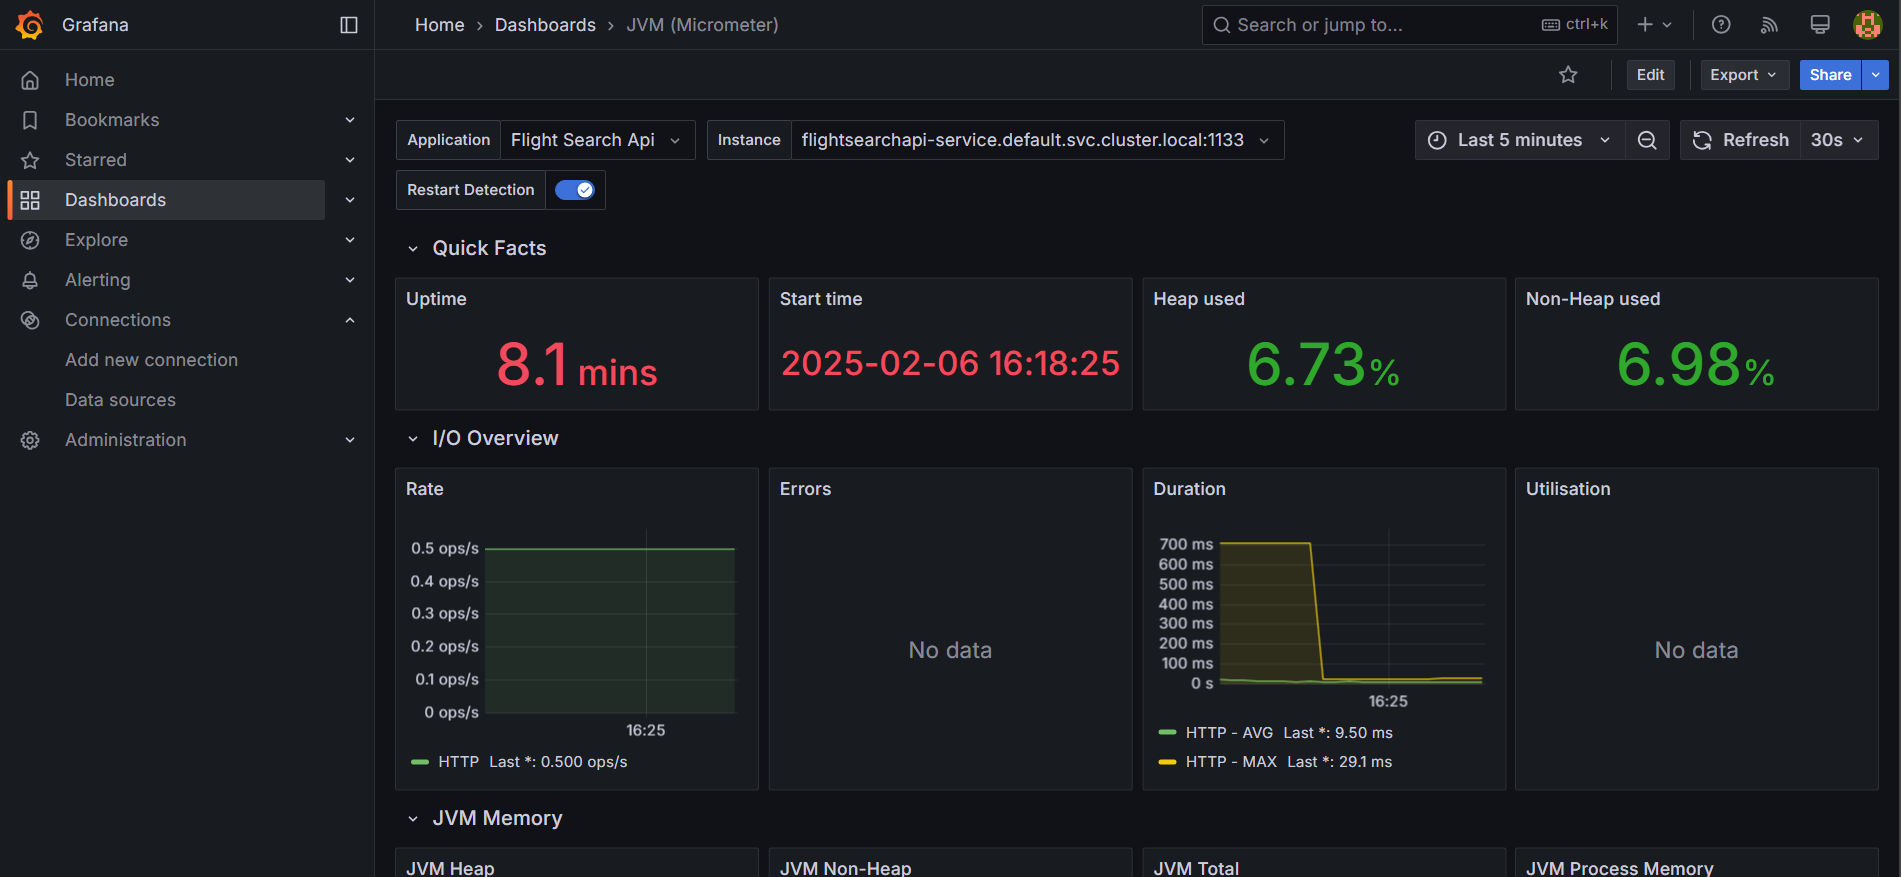 Grafana
Home › Dashboards › JVM (Micrometer)
Search or jump to... ctrl+k
Home
Bookmarks
Starred
Dashboards
Explore
Alerting
Connections
Add new connection
Data sources
Administration
Edit
Export
Share
Application Flight Search Api
Instance flightsearchapi-service.default.svc.cluster.local:1133
Last 5 minutes
Refresh 30s
Restart Detection
Quick Facts
Uptime
8.1 mins
Start time
2025-02-06 16:18:25
Heap used
6.73%
Non-Heap used
6.98%
I/O Overview
Rate
0.5 ops/s
0.4 ops/s
0.3 ops/s
0.2 ops/s
0.1 ops/s
0 ops/s
16:25
HTTP Last *: 0.500 ops/s
Errors
No data
Duration
700 ms
600 ms
500 ms
400 ms
300 ms
200 ms
100 ms
0 s
16:25
HTTP - AVG Last *: 9.50 ms
HTTP - MAX Last *: 29.1 ms
Utilisation
No data
JVM Memory
JVM Heap
JVM Non-Heap
JVM Total
JVM Process Memory